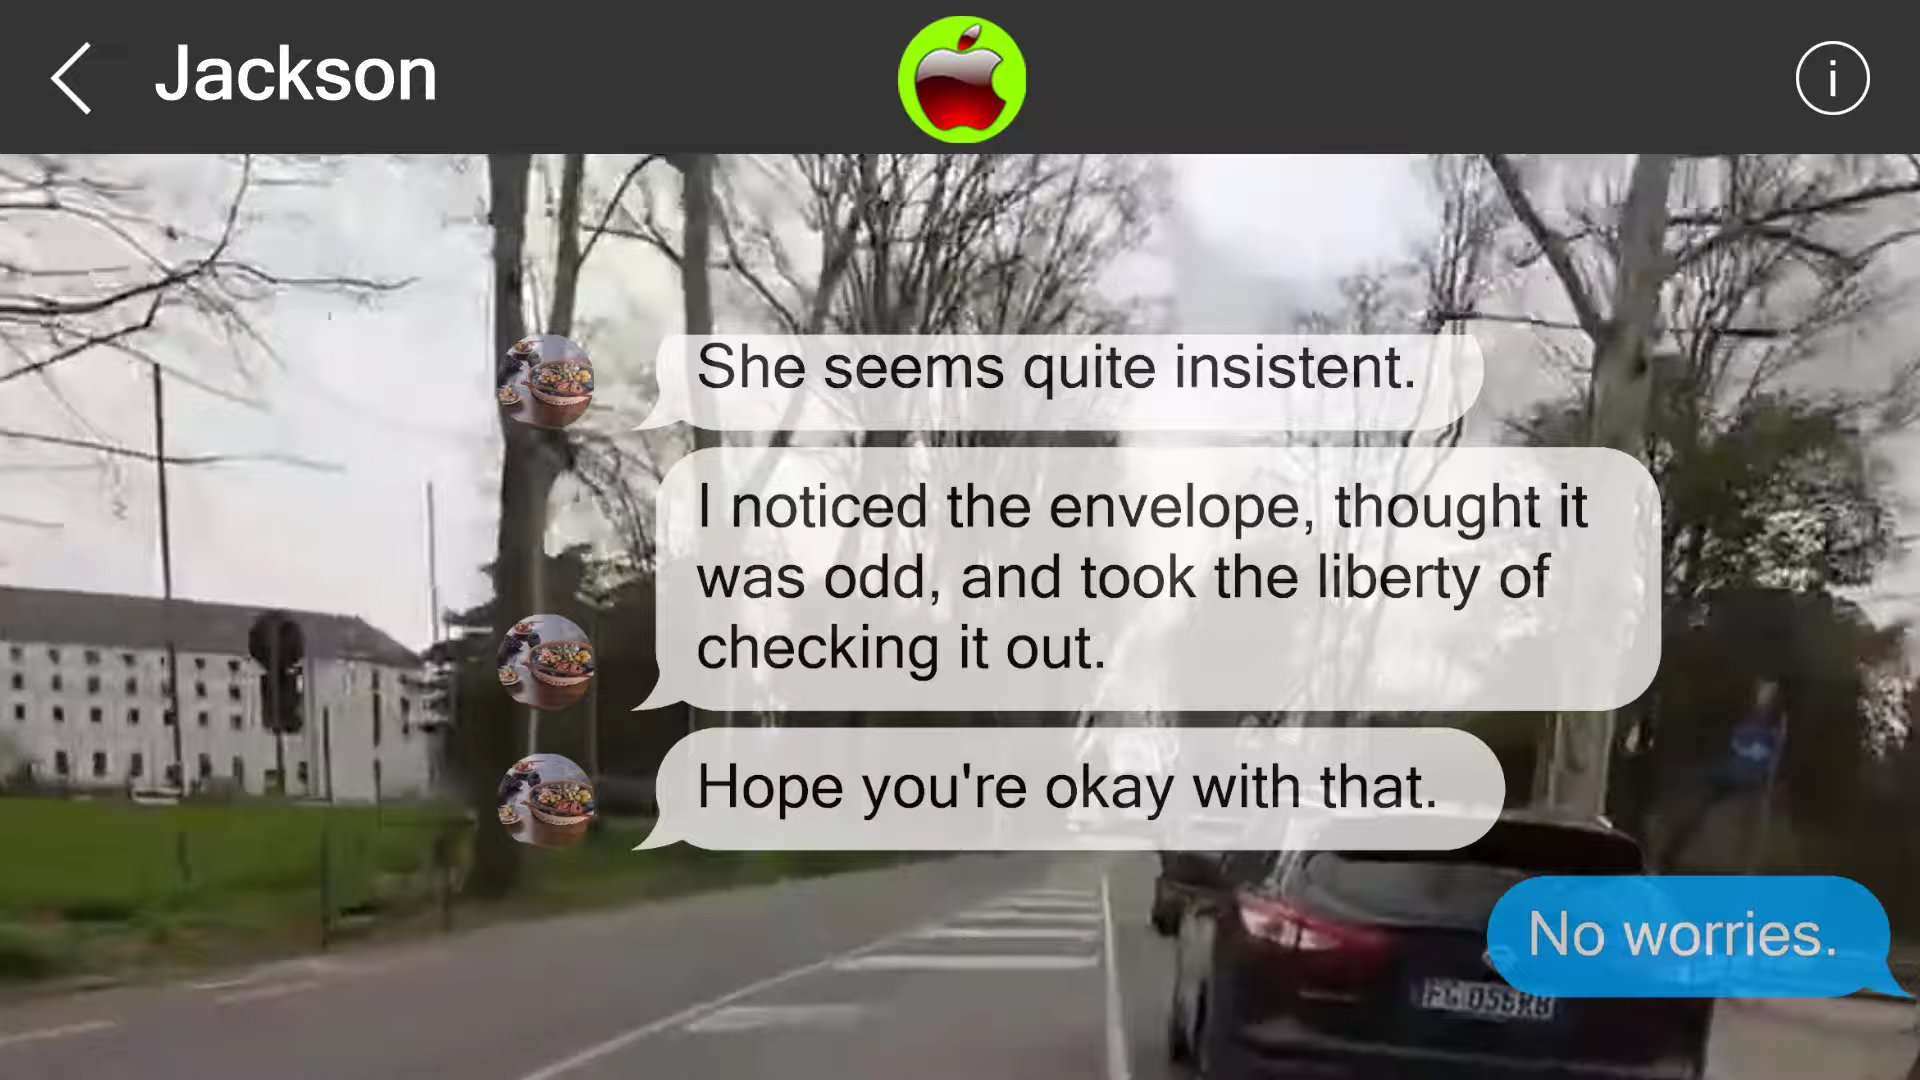 Jackson
i
She seems quite insistent.
I noticed the envelope, thought it
was odd, and took the liberty of
checking it out.
Hope you're okay with that.
No worries.